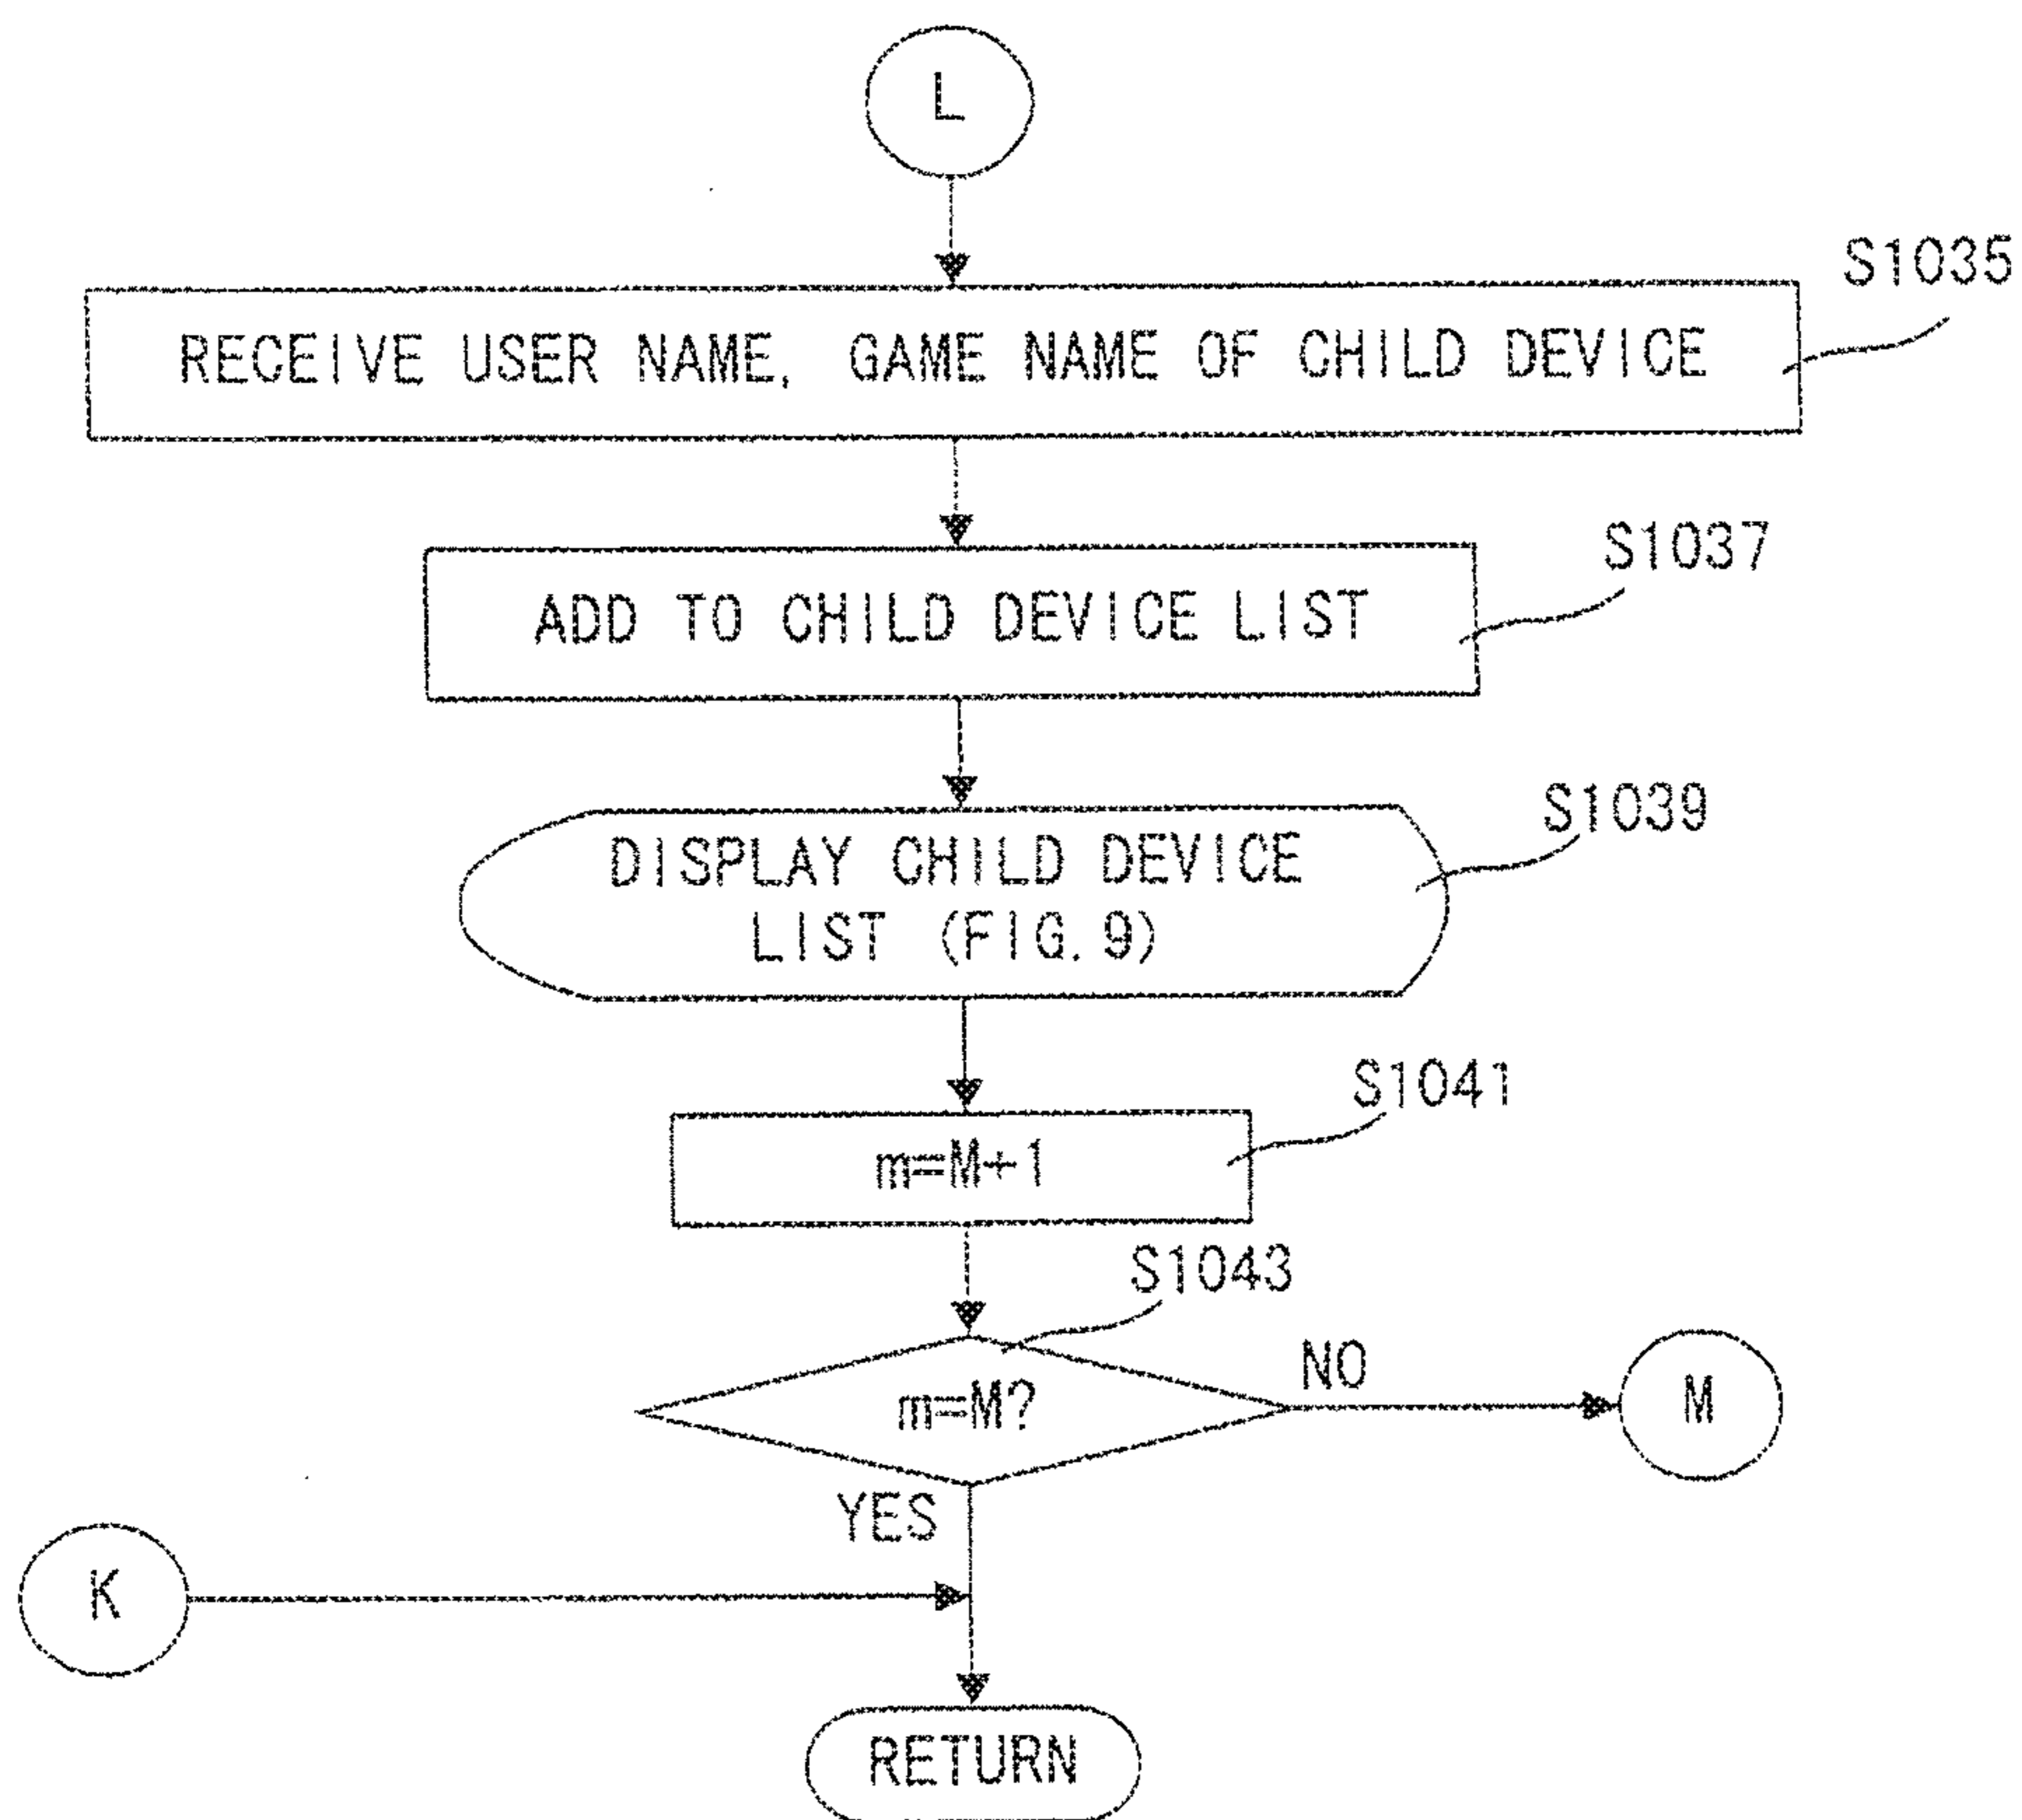 L
S1035
RECEIVE USER NAME, GAME NAME OF CHILD DEVICE
S1037
ADD TO CHILD DEVICE LIST
S1039
DISPLAY CHILD DEVICE
LIST (FIG. 9)
S1041
m=M+1
S1043
m=M?
NO
M
YES
K
RETURN